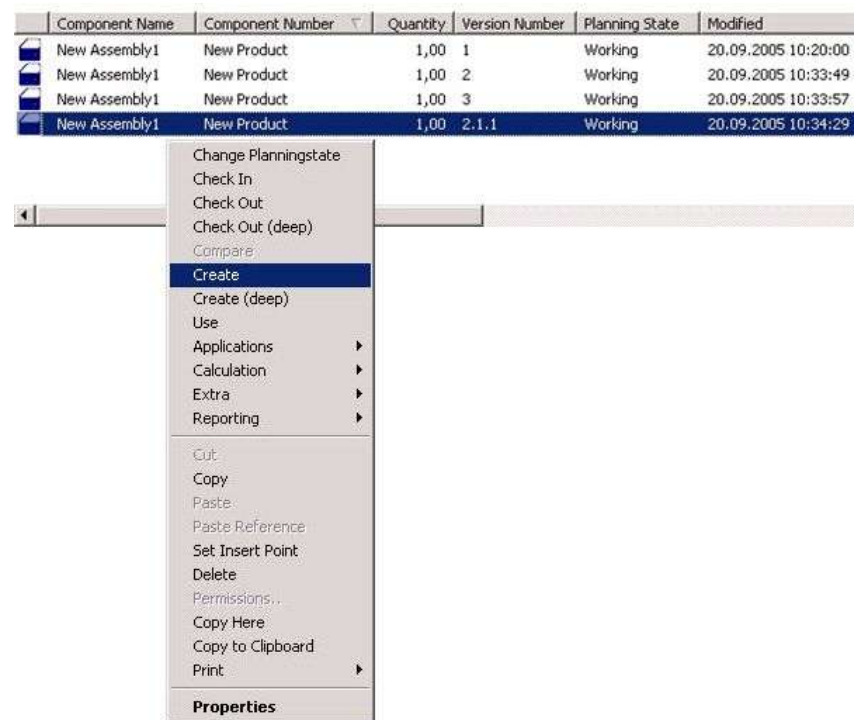 Component Name Component Number Quantity Version Number Planning State Modified
New Assembly1 New Product 1,00 1 Working 20.09.2005 10:20:00
New Assembly1 New Product 1,00 2 Working 20.09.2005 10:33:49
New Assembly1 New Product 1,00 3 Working 20.09.2005 10:33:57
New Assembly1 New Product 1,00 2.1.1 Working 20.09.2005 10:34:29
Change Planningstate
Check In
Check Out
Check Out (deep)
Compare
Create
Create (deep)
Use
Applications
Calculation
Extra
Reporting
Cut
Copy
Paste
Paste Reference
Set Insert Point
Delete
Permissions..
Copy Here
Copy to Clipboard
Print
Properties